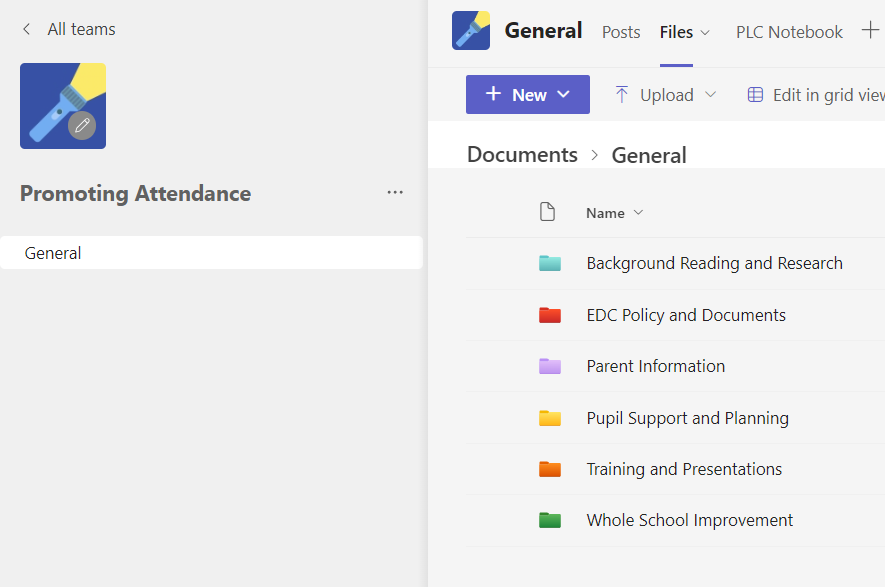 All teams
Promoting Attendance
General
General Posts Files PLC Notebook
New Upload Edit in grid view
Documents > General
Name
Background Reading and Research
EDC Policy and Documents
Parent Information
Pupil Support and Planning
Training and Presentations
Whole School Improvement